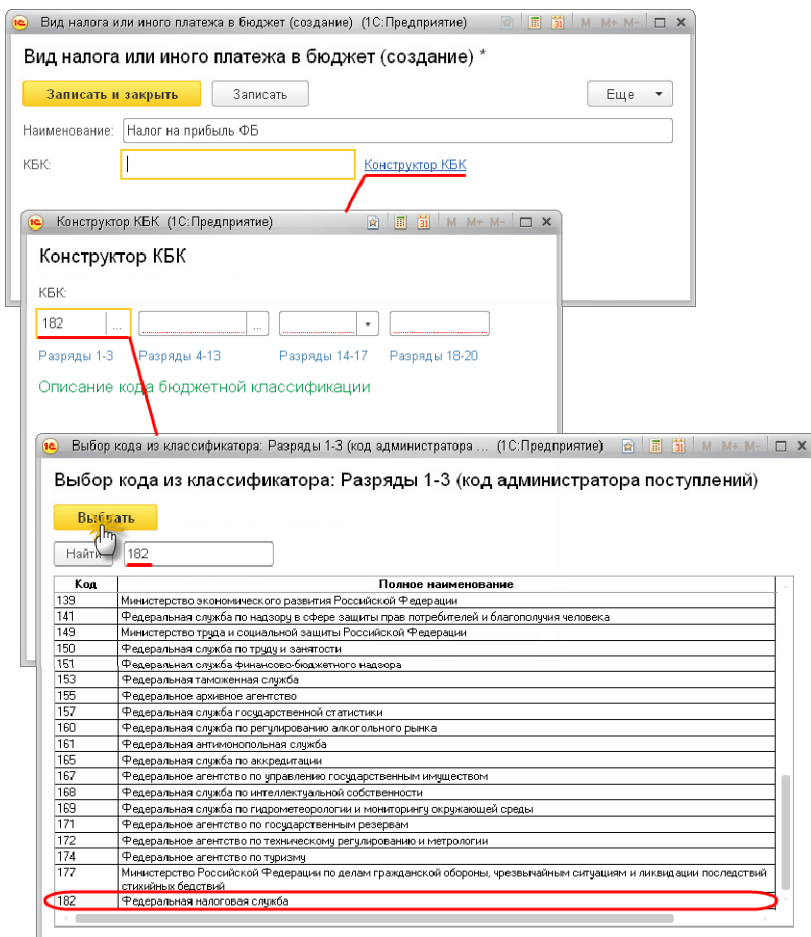 Вид налога или иного платежа в бюджет (создание) (1С:Предприятие) M M+ M-
Вид налога или иного платежа в бюджет (создание) *
Записать и закрыть Записать Еще
Наименование: Налог на прибыль ФБ
КБК: Конструктор КБК
Конструктор КБК (1С:Предприятие) M M+ M-
Конструктор КБК
КБК:
182 ... ...
Разряды 1-3 Разряды 4-13 Разряды 14-17 Разряды 18-20
Описание кода бюджетной классификации
Выбор кода из классификатора: Разряды 1-3 (код администратора ... (1С:Предприятие) M M+ M-
Выбор кода из классификатора: Разряды 1-3 (код администратора поступлений)
Выбрать
Найти 182
Код Полное наименование
139 Министерство экономического развития Российской Федерации
141 Федеральная служба по надзору в сфере защиты прав потребителей и благополучия человека
149 Министерство труда и социальной защиты Российской Федерации
150 Федеральная служба по труду и занятости
151 Федеральная служба финансово-бюджетного надзора
153 Федеральная таможенная служба
155 Федеральное архивное агентство
157 Федеральная служба государственной статистики
160 Федеральная служба по регулированию алкогольного рынка
161 Федеральная антимонопольная служба
165 Федеральная служба по аккредитации
167 Федеральное агентство по управлению государственным имуществом
168 Федеральная служба по интеллектуальной собственности
169 Федеральная служба по гидрометеорологии и мониторингу окружающей среды
171 Федеральное агентство по государственным резервам
172 Федеральное агентство по техническому регулированию и метрологии
174 Федеральное агентство по туризму
177 Министерство Российской Федерации по делам гражданской обороны, чрезвычайным ситуациям и ликвидации последствий
стихийных бедствий
182 Федеральная налоговая служба